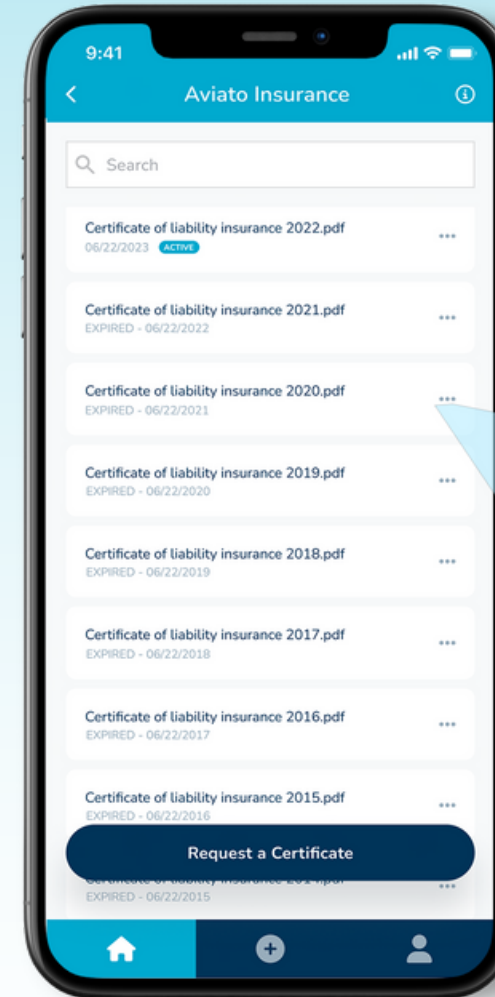 9:41
Aviato Insurance
Search
Certificate of liability insurance 2022.pdf
06/22/2023 ACTIVE
Certificate of liability insurance 2021.pdf
EXPIRED - 06/22/2022
Certificate of liability insurance 2020.pdf
EXPIRED - 06/22/2021
Certificate of liability insurance 2019.pdf
EXPIRED - 06/22/2020
Certificate of liability insurance 2018.pdf
EXPIRED - 06/22/2019
Certificate of liability insurance 2017.pdf
EXPIRED - 06/22/2018
Certificate of liability insurance 2016.pdf
EXPIRED - 06/22/2017
Certificate of liability insurance 2015.pdf
EXPIRED - 06/22/2016
Request a Certificate
EXPIRED - 06/22/2015